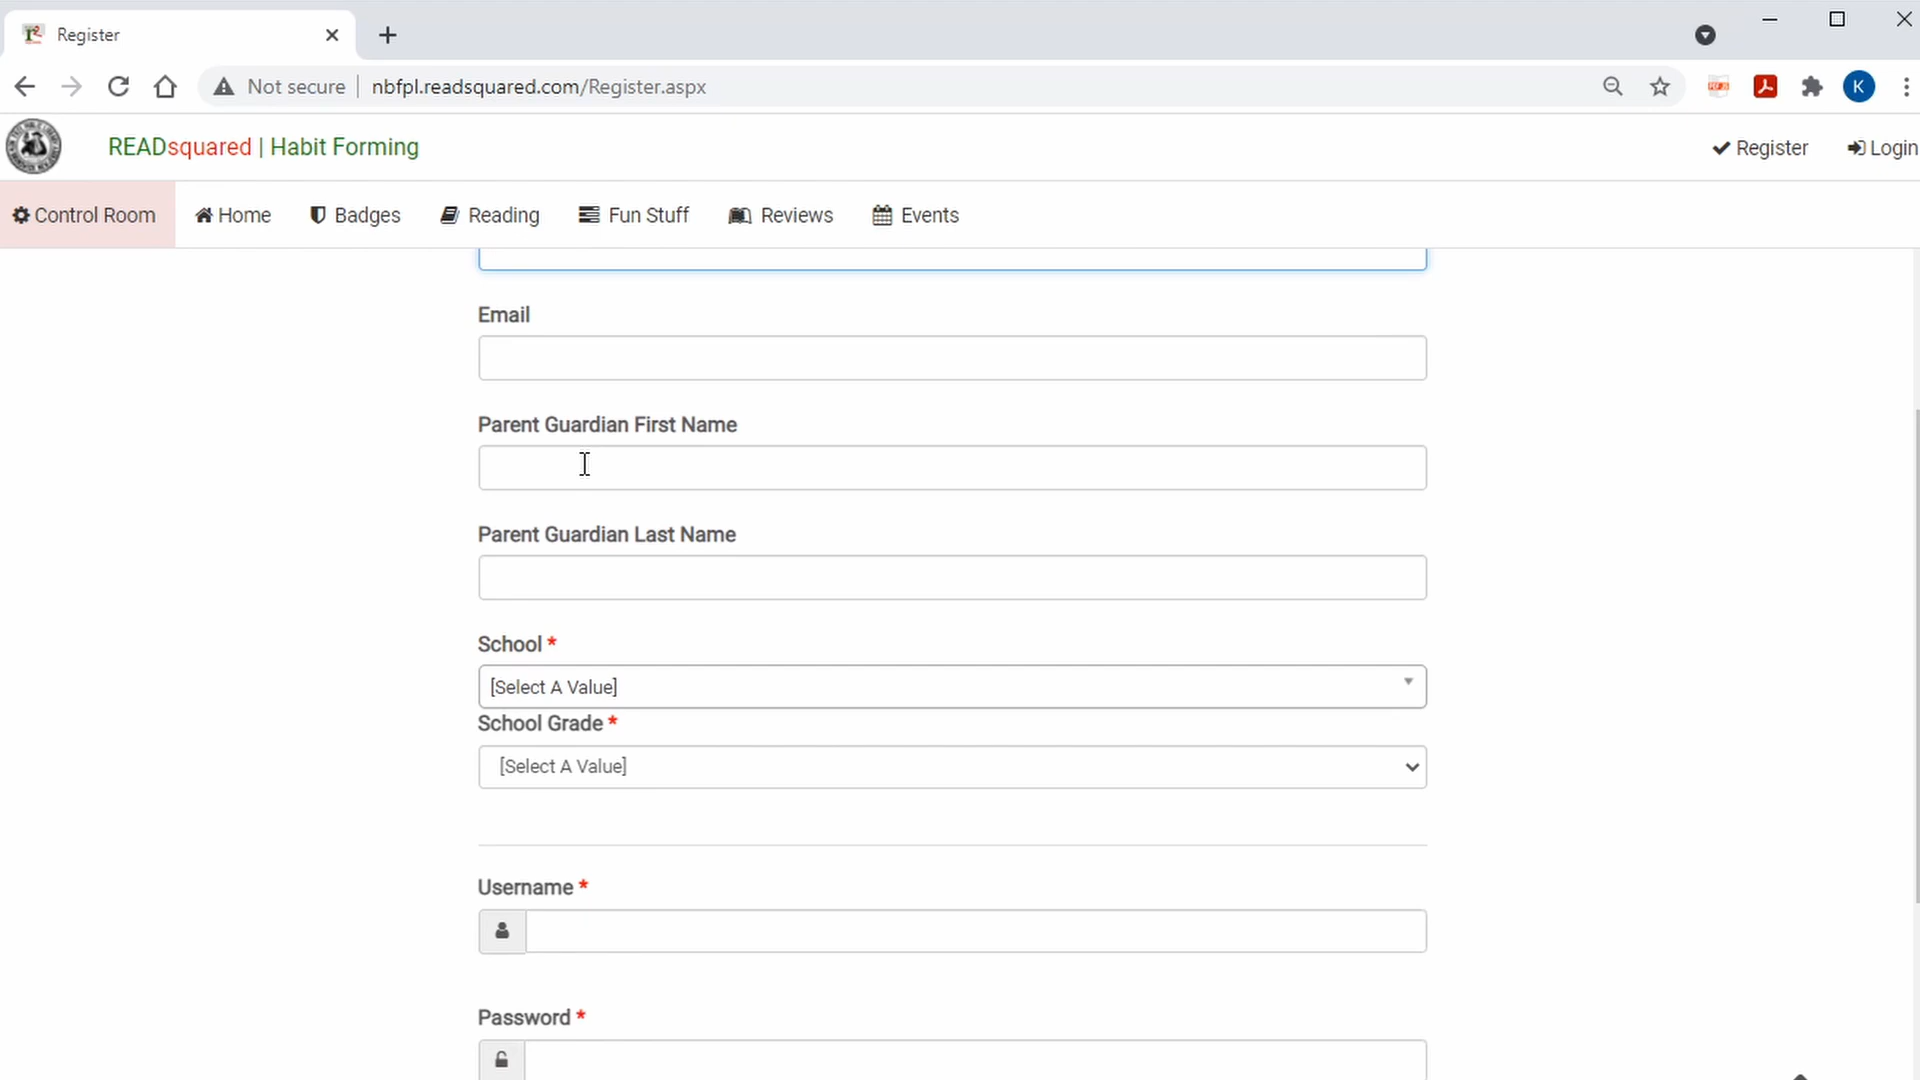 Register
Not secure
nbfpl.readsquared.com/Register.aspx
K
READsquared | Habit Forming
Register
Login
Control Room
Home
Badges
Reading
Fun Stuff
Reviews
Events
Email
Parent Guardian First Name
Parent Guardian Last Name
School *
[Select A Value]
School Grade *
[Select A Value]
Username *
Password *